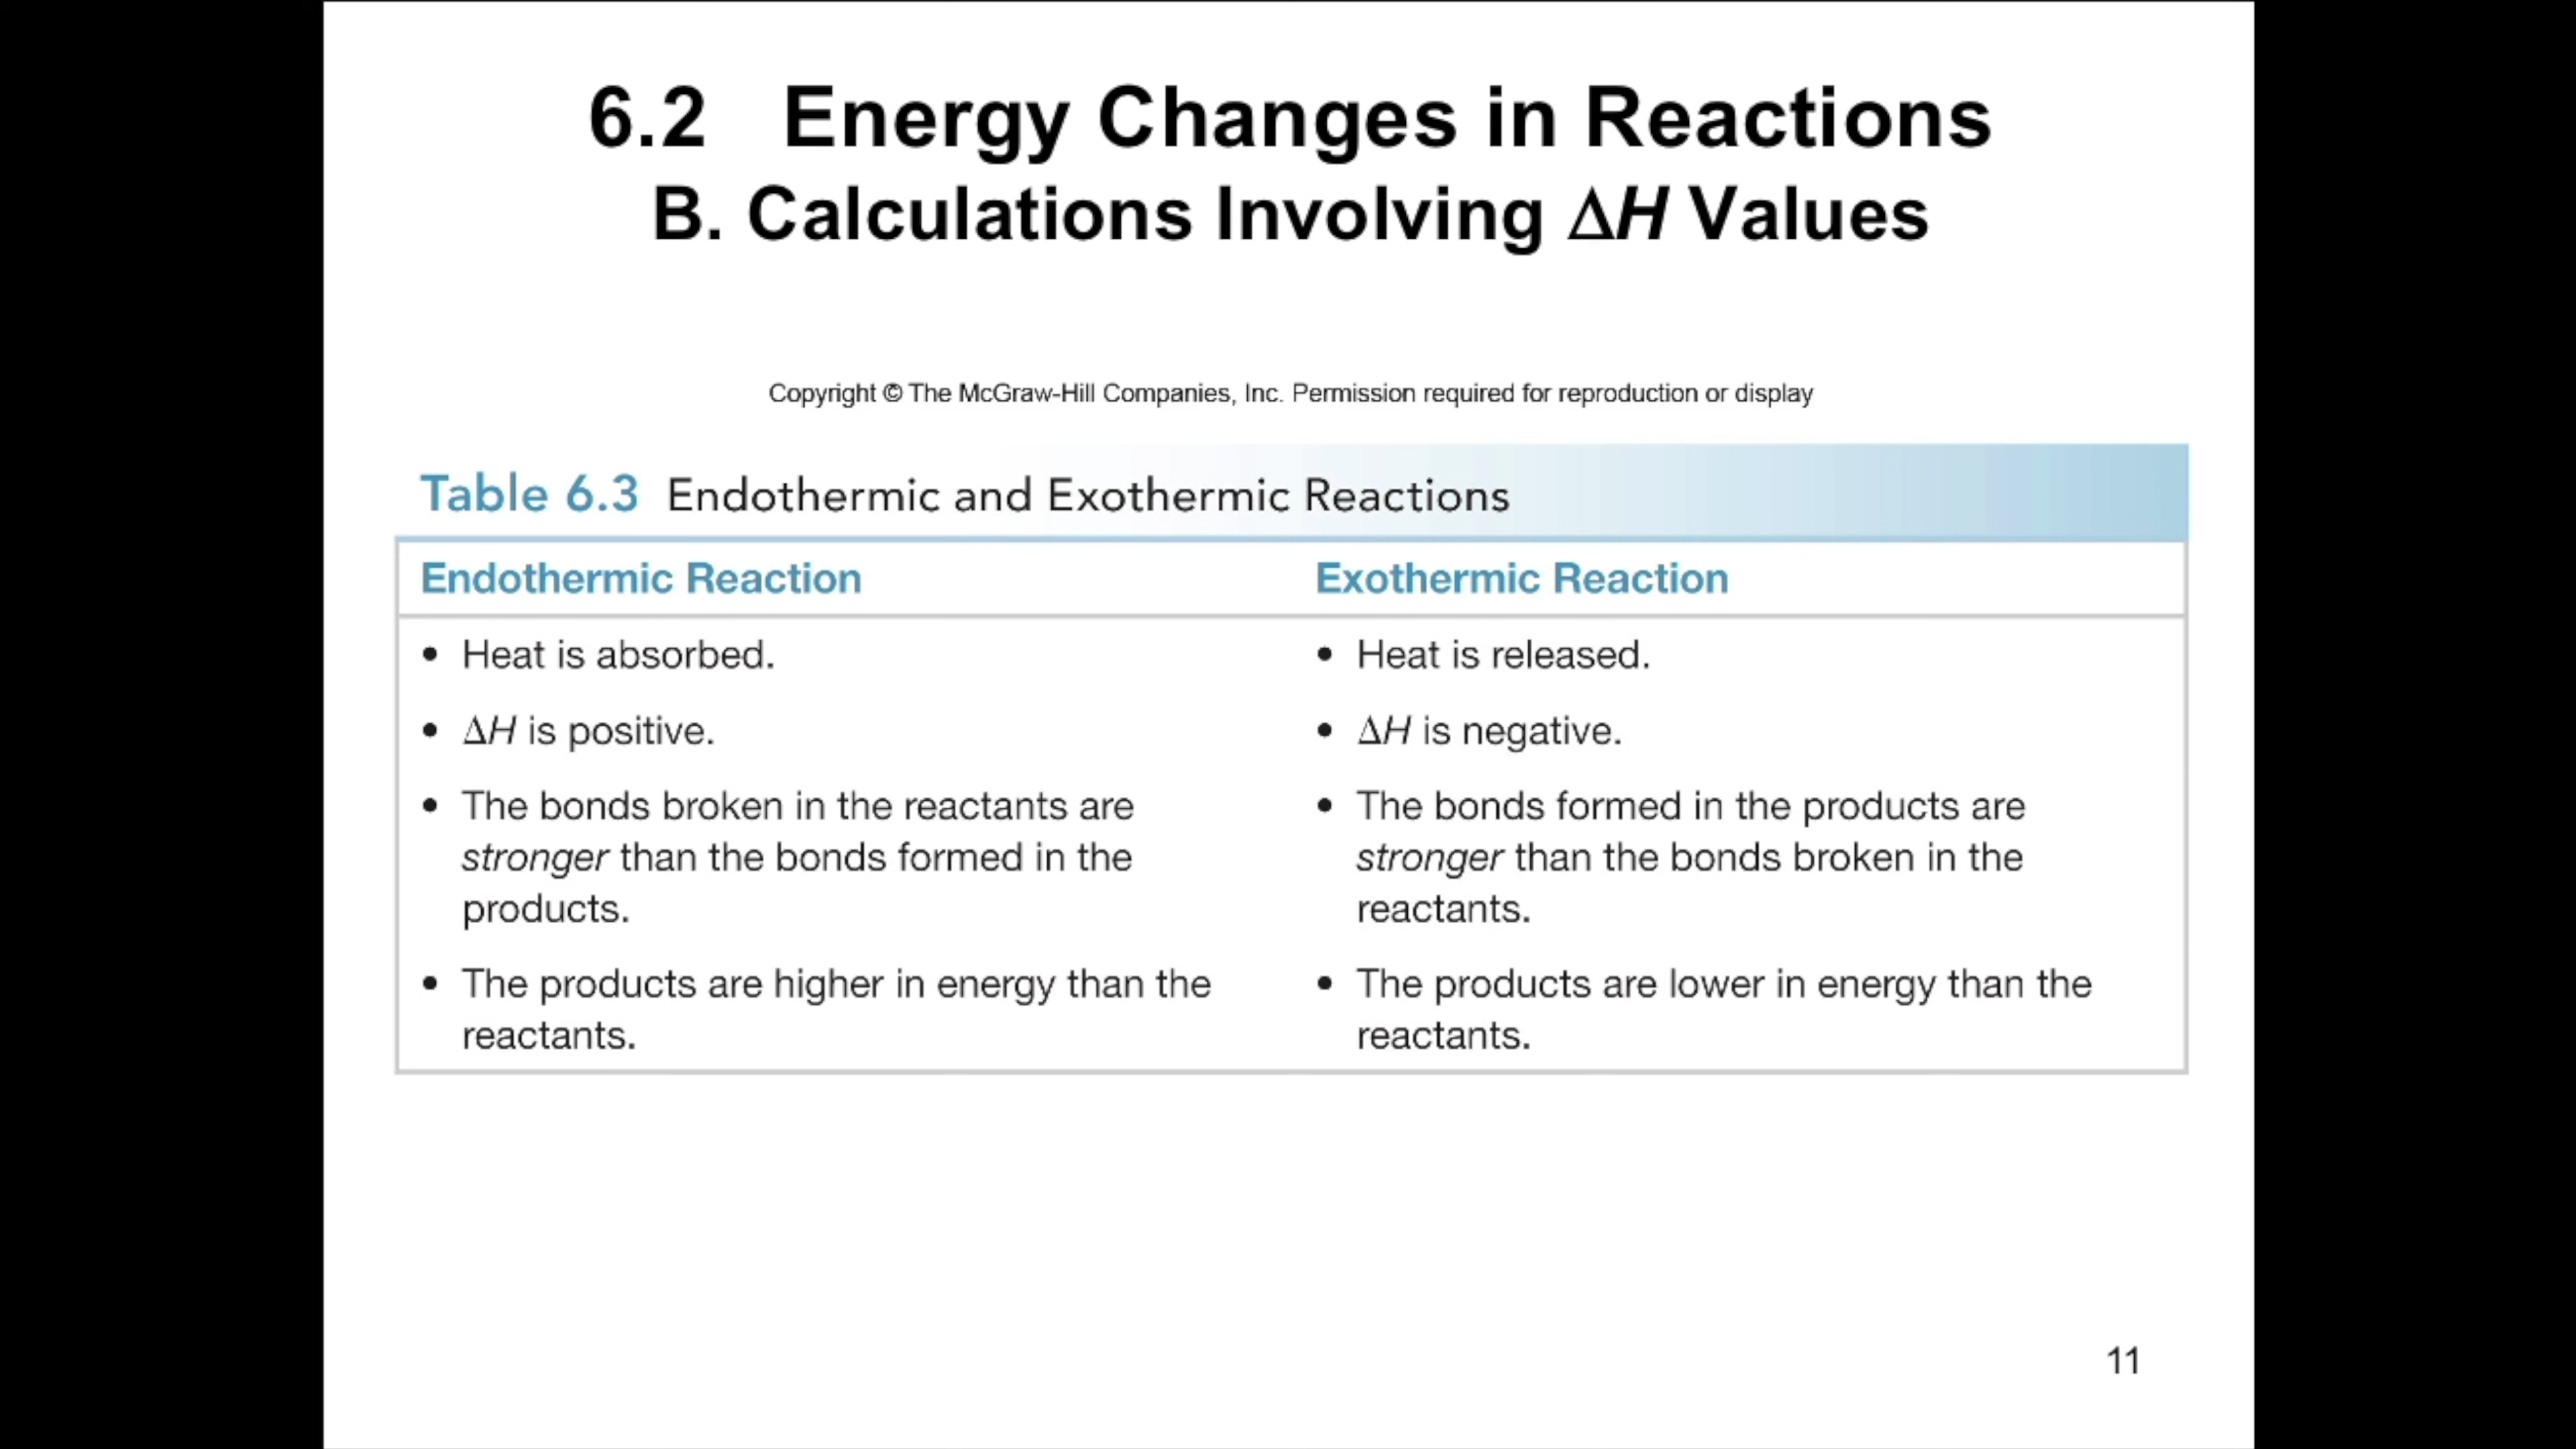 6.2 Energy Changes in Reactions
B. Calculations Involving ΔH Values
Copyright © The McGraw-Hill Companies, Inc. Permission required for reproduction or display
Table 6.3 Endothermic and Exothermic Reactions
Endothermic Reaction
• Heat is absorbed.
• ΔH is positive.
• The bonds broken in the reactants are
stronger than the bonds formed in the
products.
• The products are higher in energy than the
reactants.
Exothermic Reaction
• Heat is released.
• ΔH is negative.
• The bonds formed in the products are
stronger than the bonds broken in the
reactants.
• The products are lower in energy than the
reactants.
11